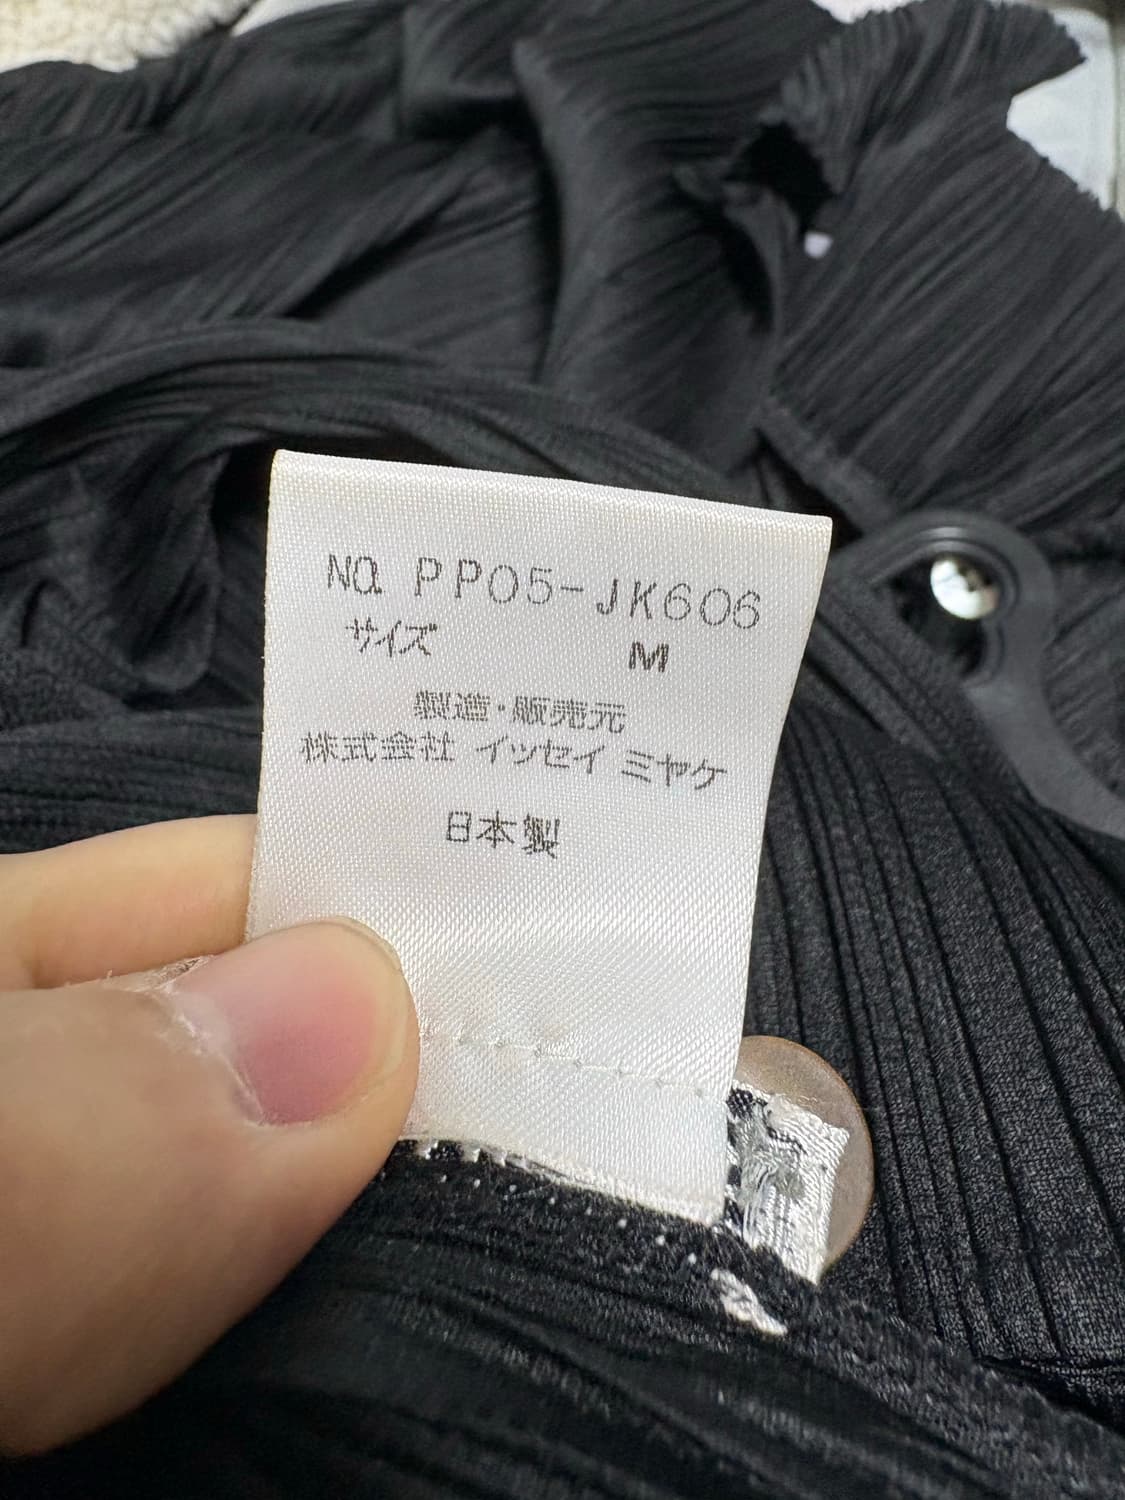 No. PP05-JK606
サイズ M
製造・販売元
株式会社 イッセイ ミヤケ
日本製